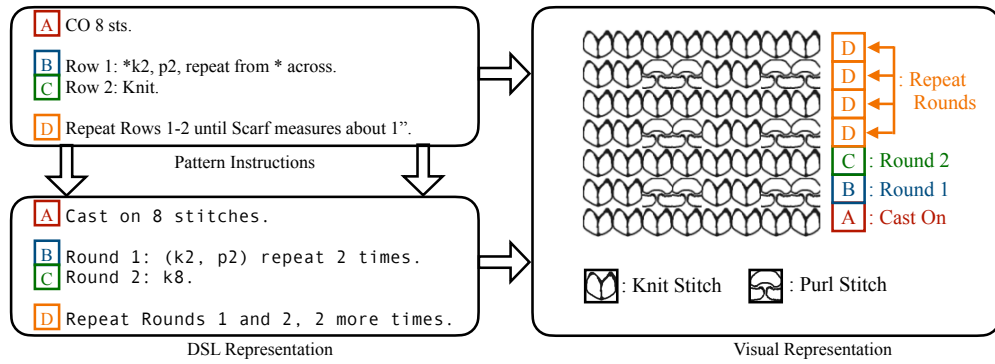 A CO 8 sts.
B Row 1: *k2, p2, repeat from * across.
C Row 2: Knit.
D Repeat Rows 1-2 until Scarf measures about 1”.
Pattern Instructions
A Cast on 8 stitches.
B Round 1: (k2, p2) repeat 2 times.
C Round 2: k8.
D Repeat Rounds 1 and 2, 2 more times.
DSL Representation
D
D : Repeat
D Rounds
D
C : Round 2
B : Round 1
A : Cast On
: Knit Stitch : Purl Stitch
Visual Representation